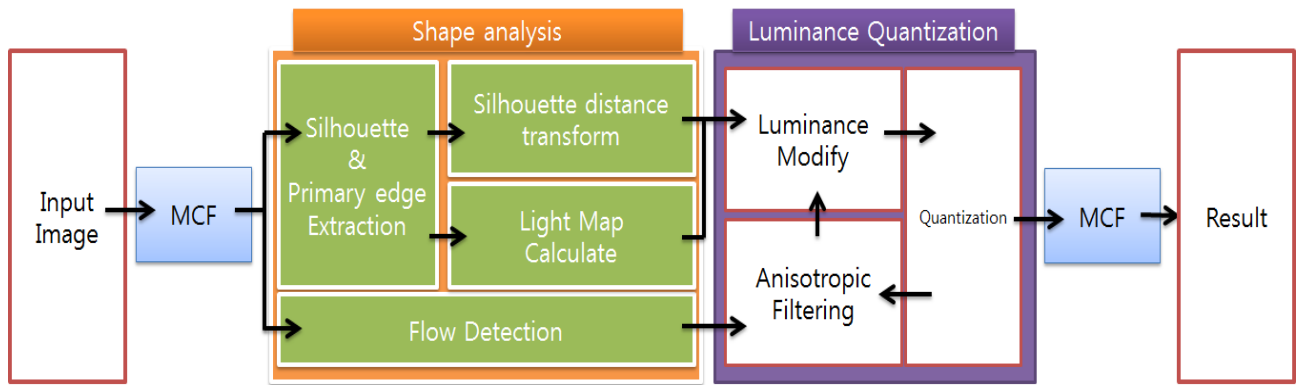 Shape analysis
Luminance Quantization
Input
Image
MCF
Silhouette
&
Primary edge
Extraction
Silhouette distance
transform
Light Map
Calculate
Flow Detection
Luminance
Modify
Anisotropic
Filtering
Quantization
MCF
Result